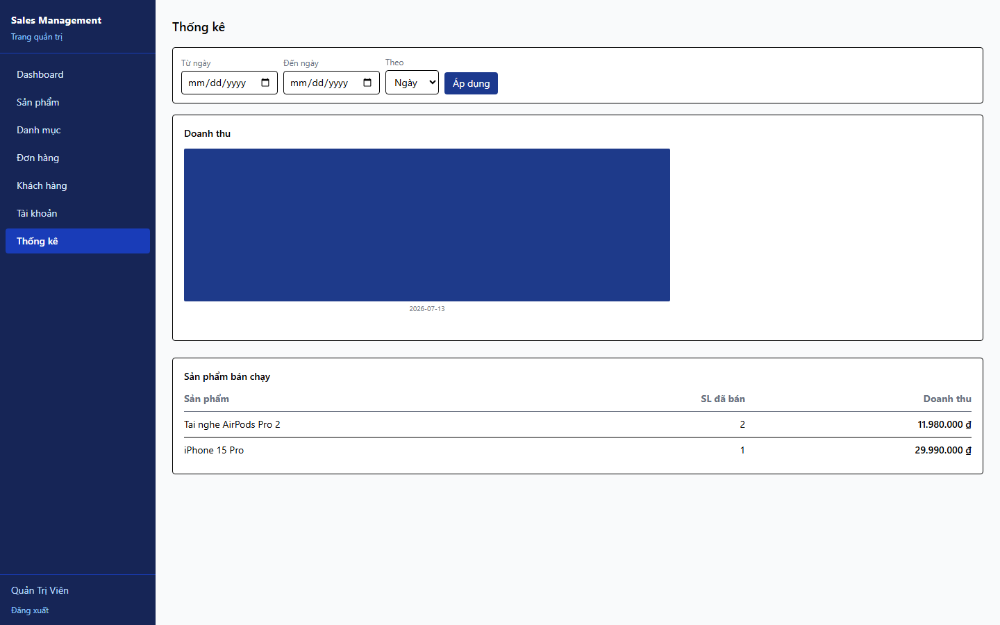 Sales Management
Trang quản trị
Dashboard
Sản phẩm
Danh mục
Đơn hàng
Khách hàng
Tài khoản
Thống kê
Quản Trị Viên
Đăng xuất
Thống kê
Từ ngày Đến ngày Theo
mm/dd/yyyy mm/dd/yyyy Ngày Áp dụng
Doanh thu
2026-07-13
Sản phẩm bán chạy
Sản phẩm SL đã bán Doanh thu
Tai nghe AirPods Pro 2 2 11.980.000 ₫
iPhone 15 Pro 1 29.990.000 ₫